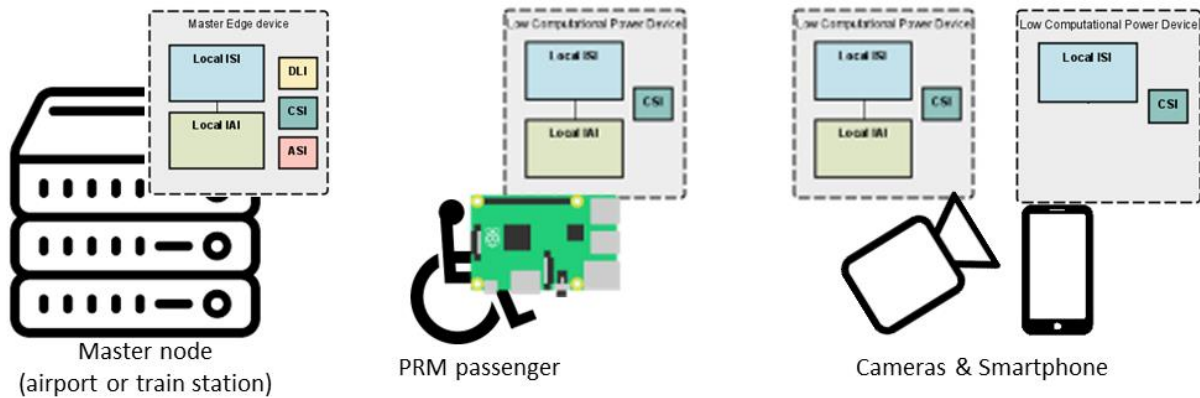 Master Edge device
Local ISI
DLI
CSI
Local IAI
ASI
Low Computational Power Device
Local ISI
CSI
Local IAI
Low Computational Power Device
Local ISI
CSI
Local IAI
Low Computational Power Device
Local ISI
CSI
Master node
(airport or train station)
PRM passenger
Cameras & Smartphone